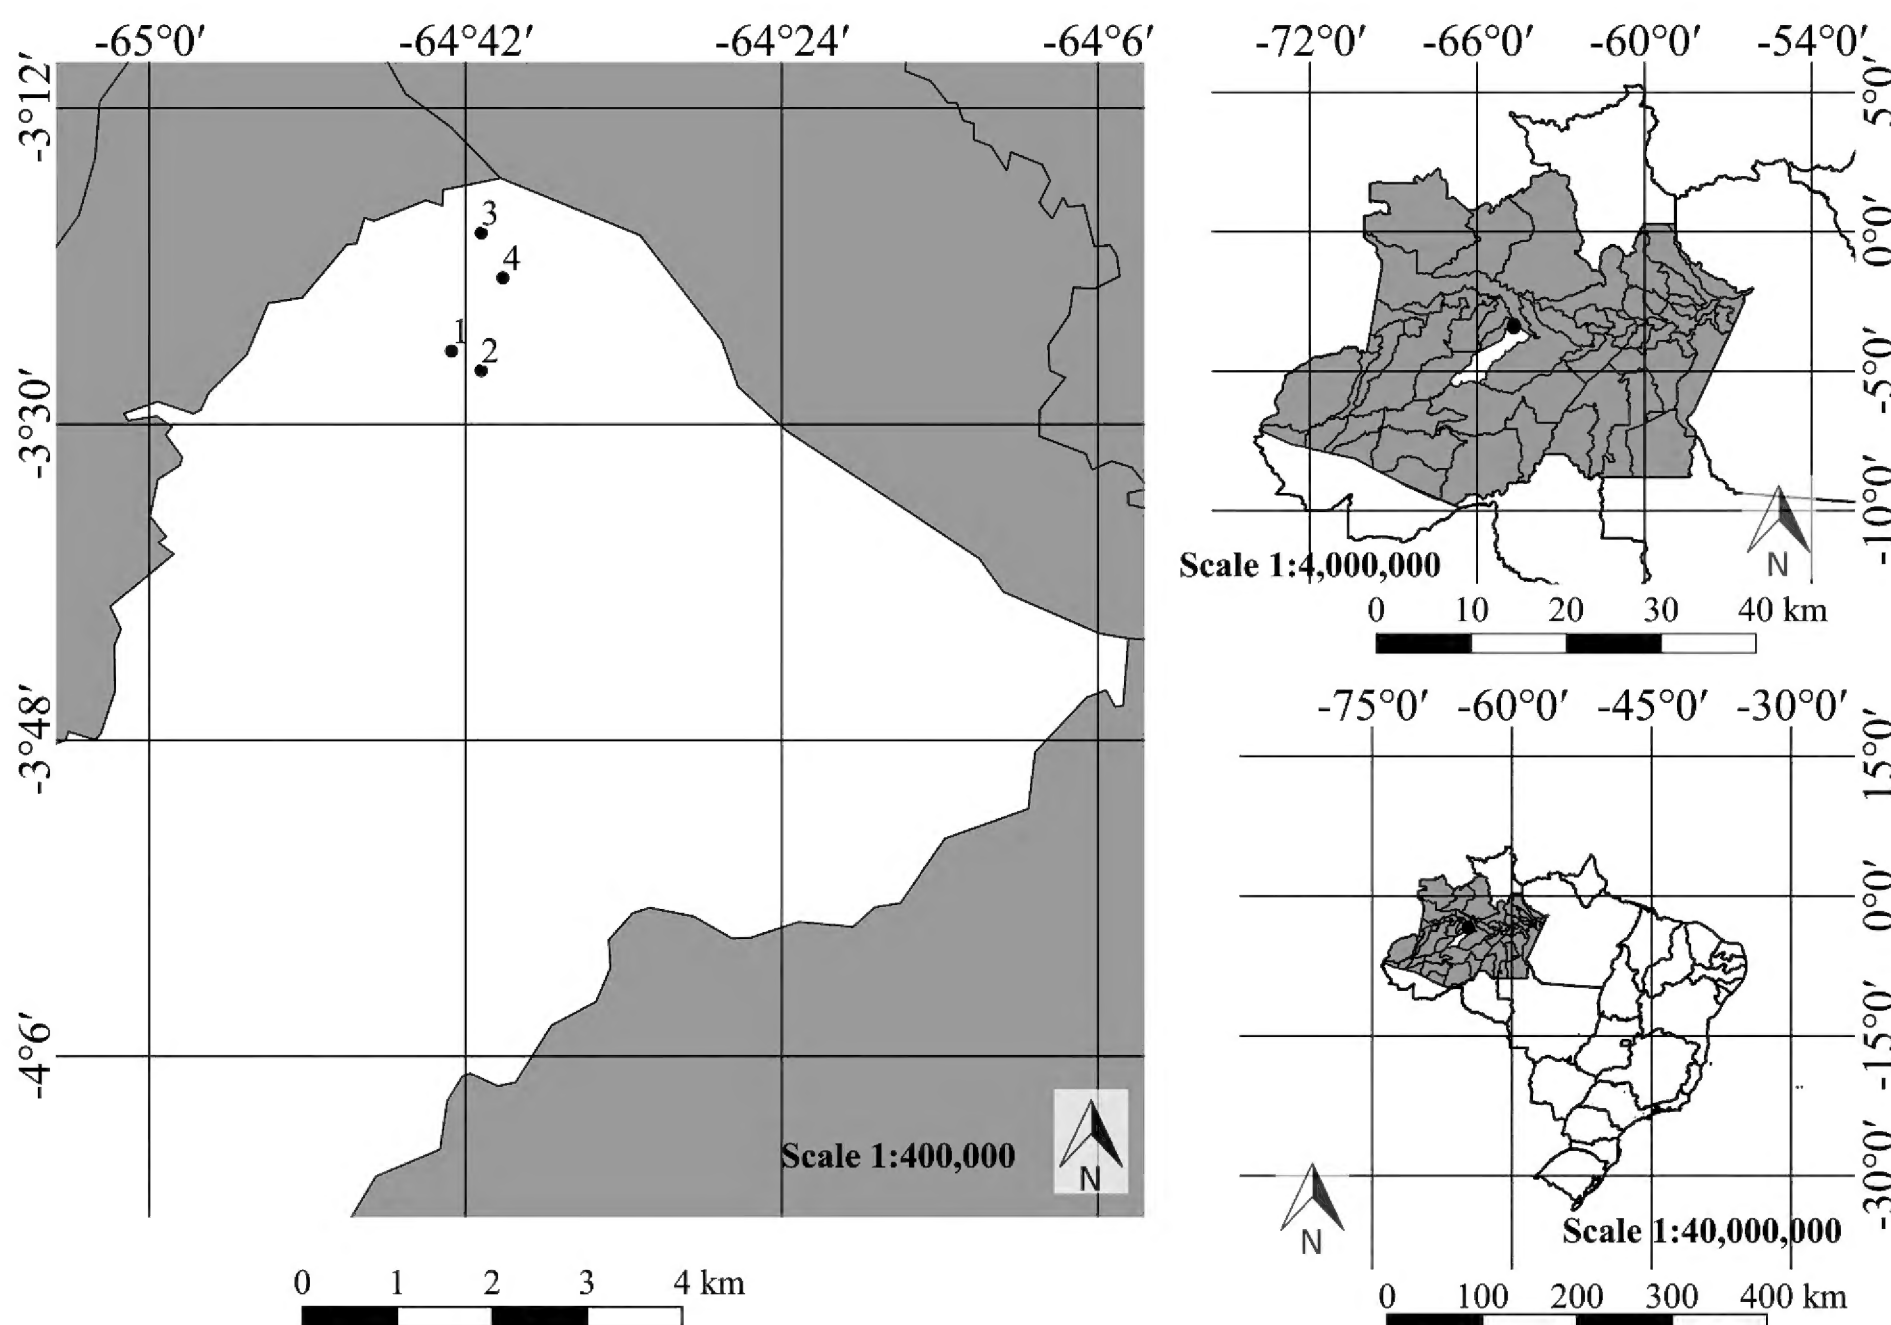 -65°0′ -64°42′ -64°24′ -64°6′
-3°12′
-3°30′
-3°48′
-4°6′
3
4
1
2
Scale 1:400,000
N
0 1 2 3 4 km
-72°0′ -66°0′ -60°0′ -54°0′
5°0′
0°0′
-5°0′
-10°0′
Scale 1:4,000,000
N
0 10 20 30 40 km
-75°0′ -60°0′ -45°0′ -30°0′
15°0′
0°0′
-15°0′
-30°0′
N
Scale 1:40,000,000
0 100 200 300 400 km